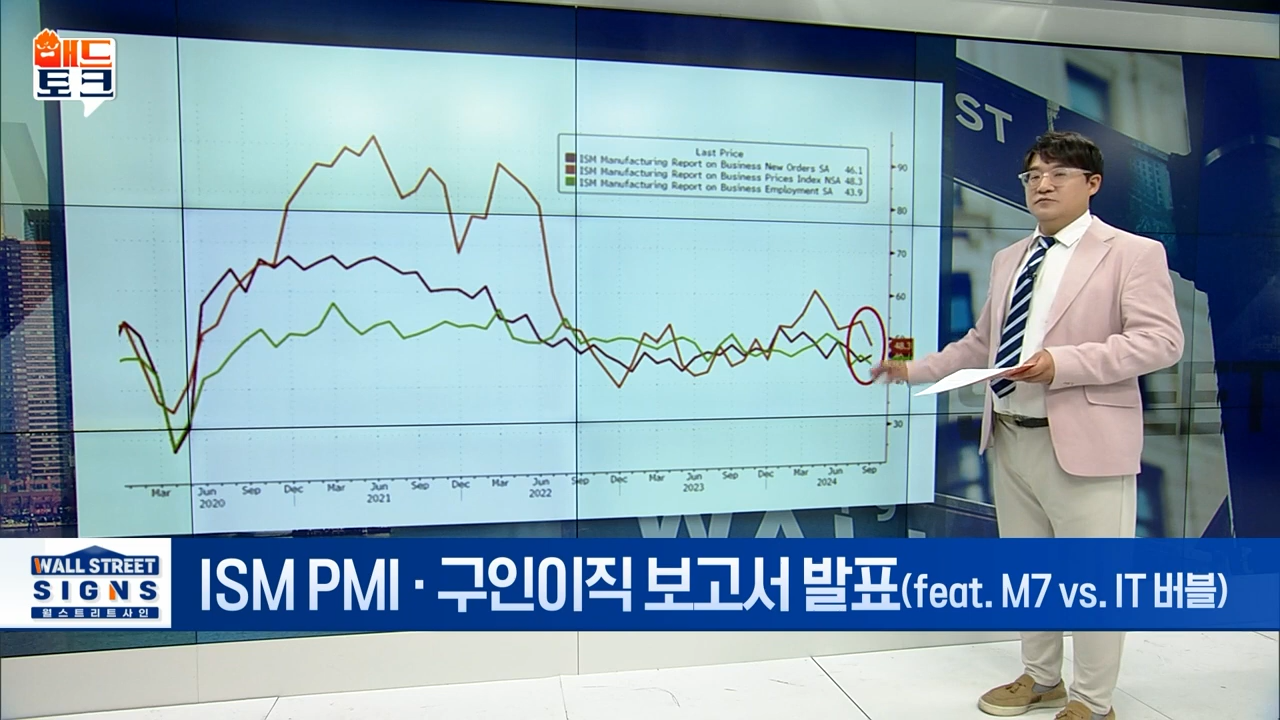 빼드
토크
ST
Last Price
ISM Manufacturing Report on Business New Orders SA 46.1
ISM Manufacturing Report on Business Prices Index NSA 48.3
ISM Manufacturing Report on Business Employment SA 43.9
90
80
70
60
48.3
30
Mar Jun Sep Dec Mar Jun Sep Dec Mar Jun Sep Dec Mar Jun Sep Dec Mar Jun Sep
2020 2021 2022 2023 2024
WALL STREET
SIGNS
월스트리트사인
ISM PMI · 구인이직 보고서 발표(feat. M7 vs. IT 버블)